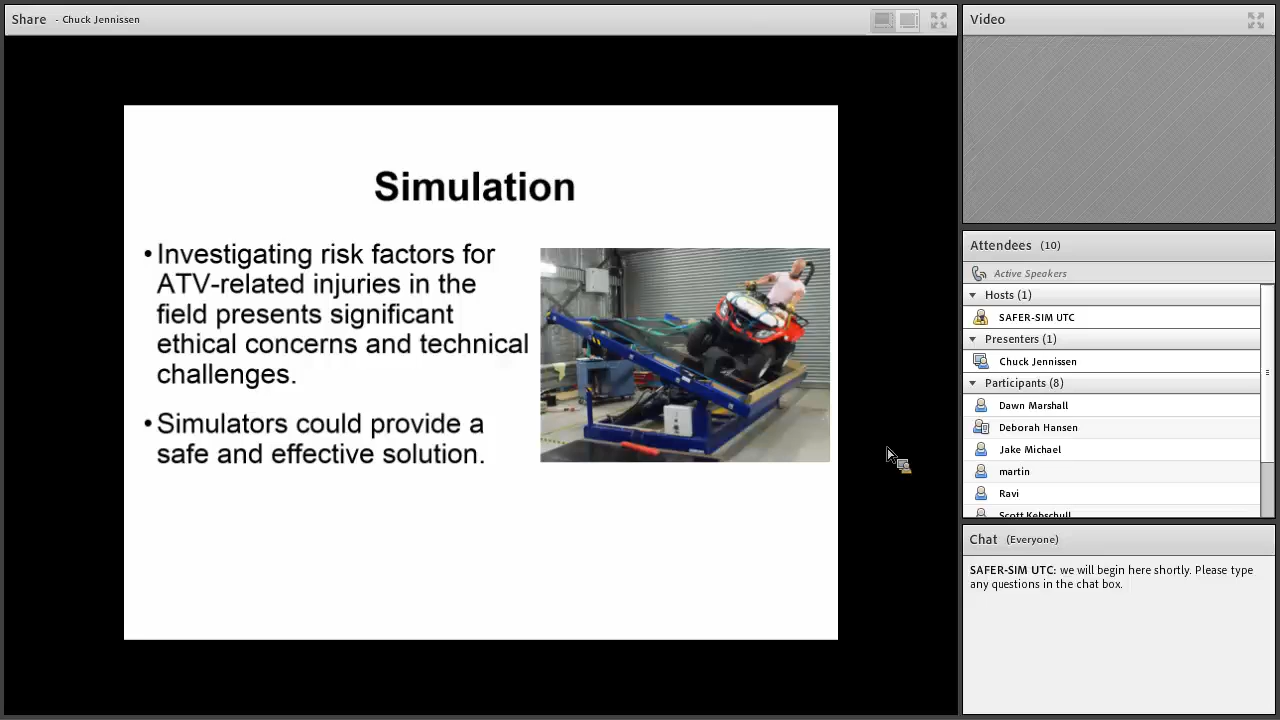 Share - Chuck Jennissen
Simulation
• Investigating risk factors for
ATV-related injuries in the
field presents significant
ethical concerns and technical
challenges.
• Simulators could provide a
safe and effective solution.
Video
Attendees (10)
Active Speakers
Hosts (1)
SAFER-SIM UTC
Presenters (1)
Chuck Jennissen
Participants (8)
Dawn Marshall
Deborah Hansen
Jake Michael
martin
Ravi
Scott Kebschull
Chat (Everyone)
SAFER-SIM UTC: we will begin here shortly. Please type
any questions in the chat box.